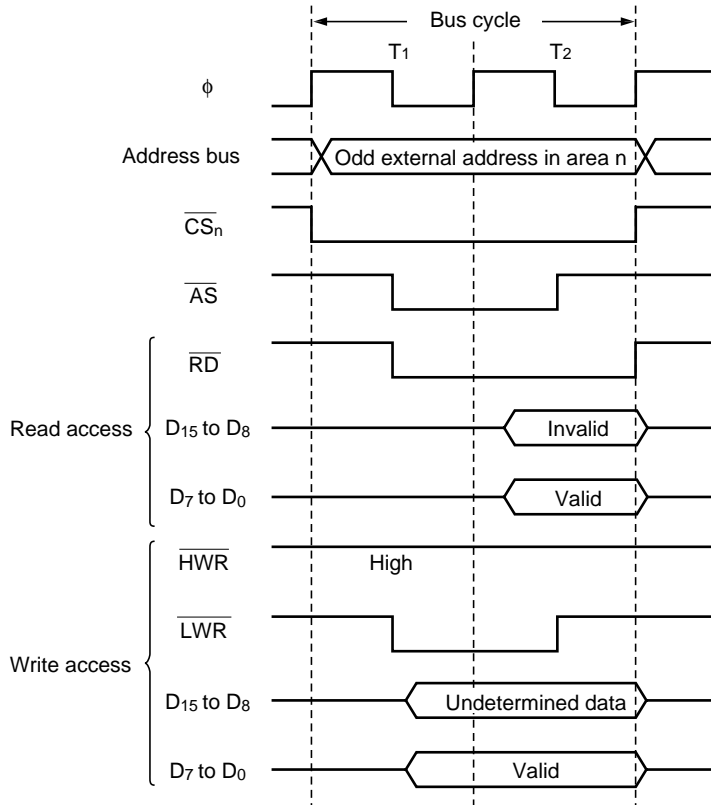 Bus cycle
T1 T2
ϕ
Address bus Odd external address in area n
CSn
AS
RD
Read access D15 to D8 Invalid
D7 to D0 Valid
HWR High
LWR
Write access
D15 to D8 Undetermined data
D7 to D0 Valid